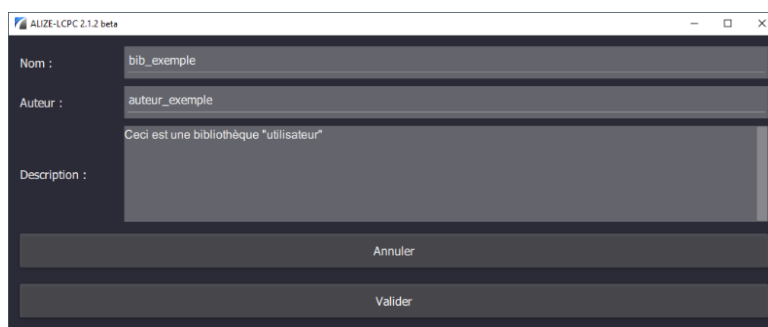 ALIZE-LCPC 2.1.2 beta
Nom :
bib_exemple
Auteur :
auteur_exemple
Description :
Ceci est une bibliothèque "utilisateur"
Annuler
Valider